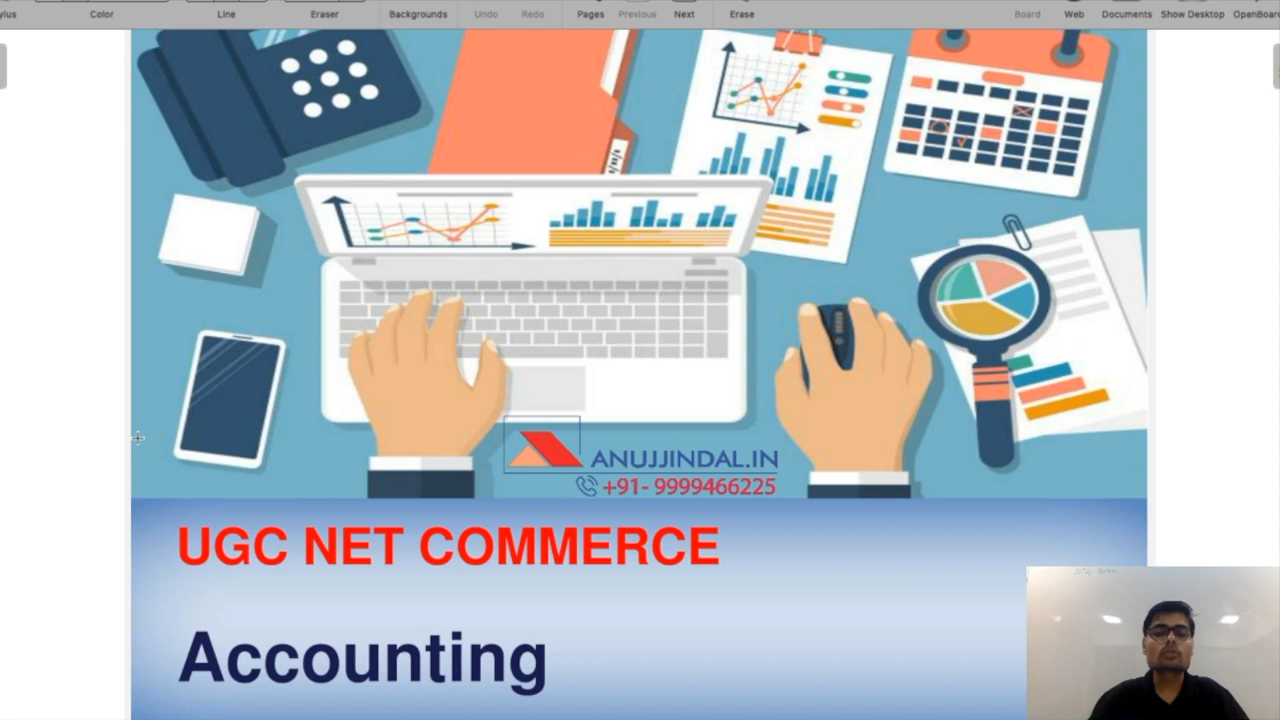 Color
Line
Eraser
Backgrounds
Undo
Redo
Pages
Previous
Next
Erase
Board
Web
Documents
Show Desktop
ANUJJINDAL.IN
+91- 9999466225
UGC NET COMMERCE
Accounting